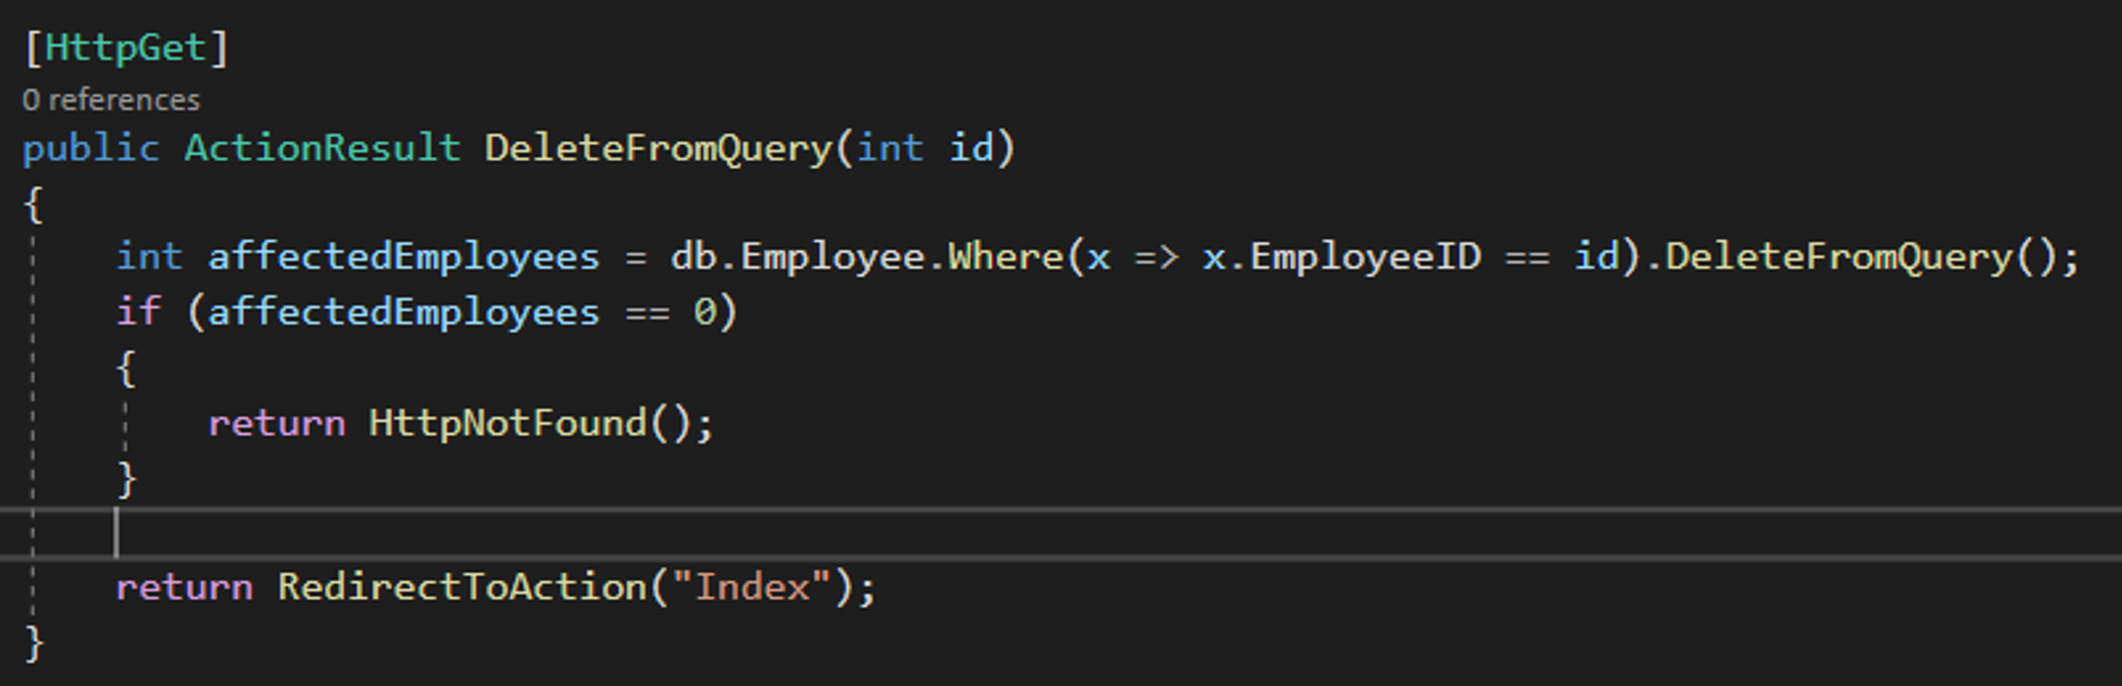 [HttpGet]
0 references
public ActionResult DeleteFromQuery(int id)
{
    int affectedEmployees = db.Employee.Where(x => x.EmployeeID == id).DeleteFromQuery();
    if (affectedEmployees == 0)
    {
        return HttpNotFound();
    }
    return RedirectToAction("Index");
}